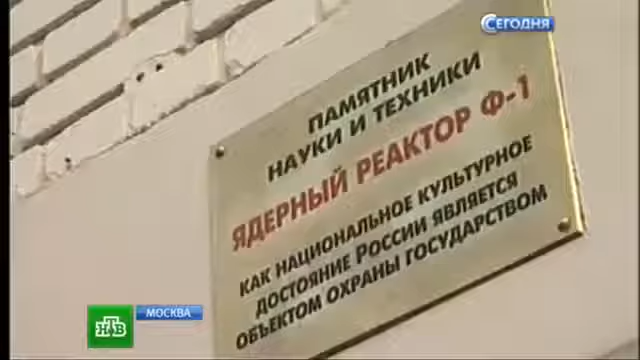 Сегодня
ПАМЯТНИК
НАУКИ И ТЕХНИКИ
ЯДЕРНЫЙ РЕАКТОР Ф-1
КАК НАЦИОНАЛЬНОЕ КУЛЬТУРНОЕ
ДОСТОЯНИЕ РОССИИ ЯВЛЯЕТСЯ
ОБЪЕКТОМ ОХРАНЫ ГОСУДАРСТВОМ
НТВ
МОСКВА